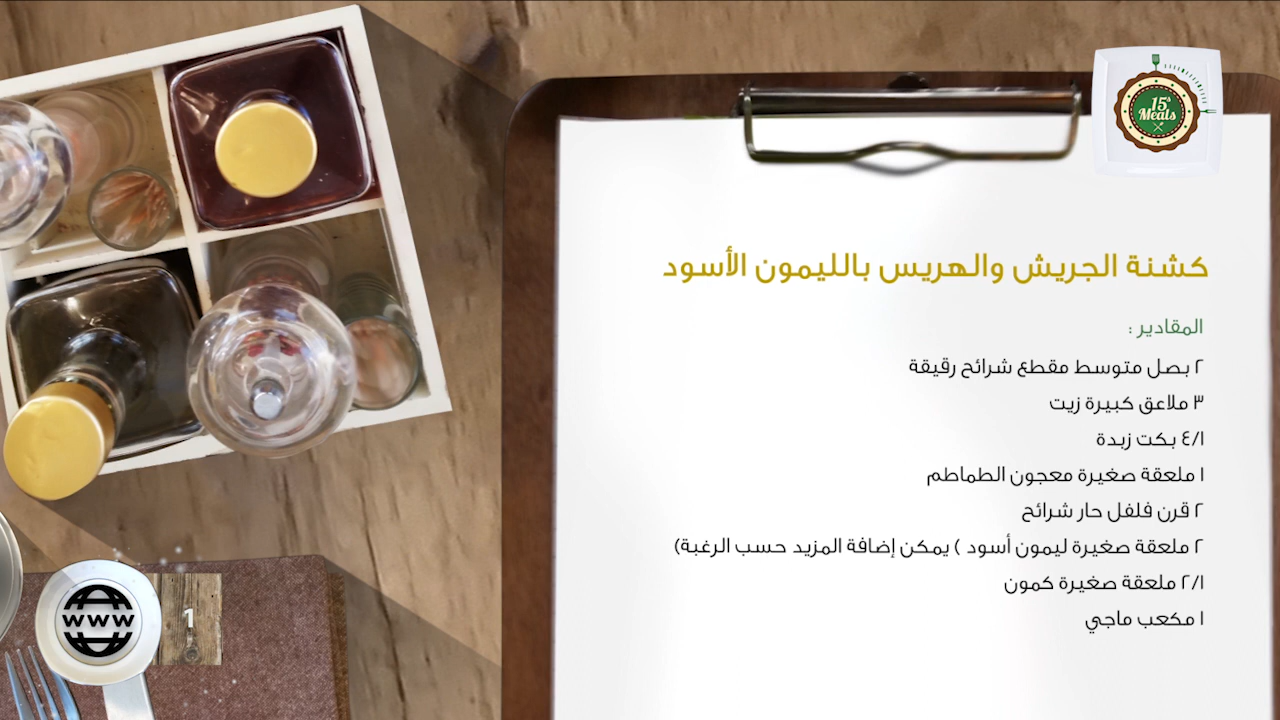 15s
Meals
كشنة الجريش والهريس بالليمون الأسود
المقادير :
٢ بصل متوسط مقطع شرائح رقيقة
٣ ملاعق كبيرة زيت
٤/١ بكت زبدة
١ ملعقة صغيرة معجون الطماطم
٢ قرن فلفل حار شرائح
٢ ملعقة صغيرة ليمون أسود ) يمكن إضافة المزيد حسب الرغبة)
٢/١ ملعقة صغيرة كمون
١ مكعب ماجي
www
1